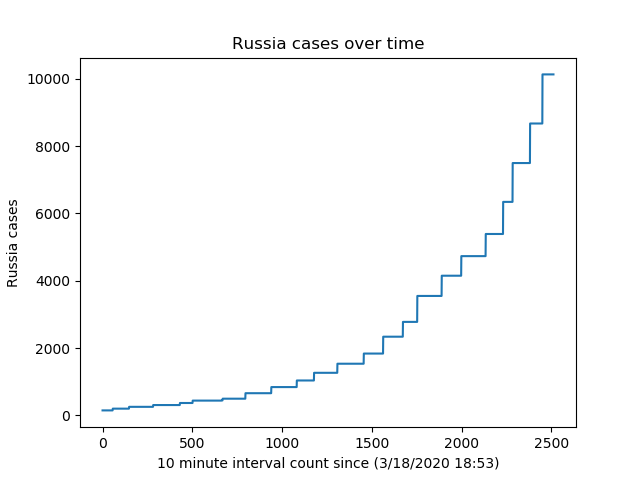 Russia cases over time
10000
8000
6000
4000
2000
0
Russia cases
0 500 1000 1500 2000 2500
10 minute interval count since (3/18/2020 18:53)